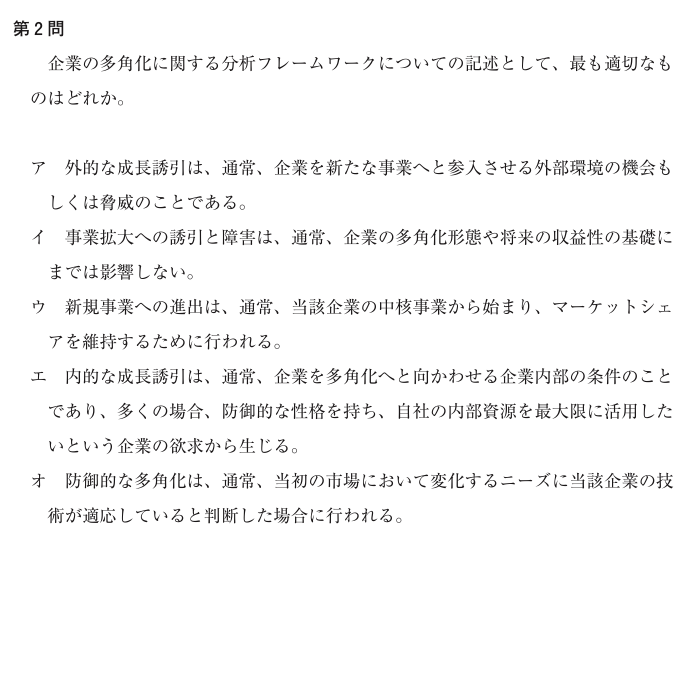 第2問
企業の多角化に関する分析フレームワークについての記述として、最も適切なも
のはどれか。
ア 外的な成長誘引は、通常、企業を新たな事業へと参入させる外部環境の機会も
しくは脅威のことである。
イ 事業拡大への誘引と障害は、通常、企業の多角化形態や将来の収益性の基礎に
までは影響しない。
ウ 新規事業への進出は、通常、当該企業の中核事業から始まり、マーケットシェ
アを維持するために行われる。
エ 内的な成長誘引は、通常、企業を多角化へと向かわせる企業内部の条件のこと
であり、多くの場合、防御的な性格を持ち、自社の内部資源を最大限に活用した
いという企業の欲求から生じる。
オ 防御的な多角化は、通常、当初の市場において変化するニーズに当該企業の技
術が適応していると判断した場合に行われる。